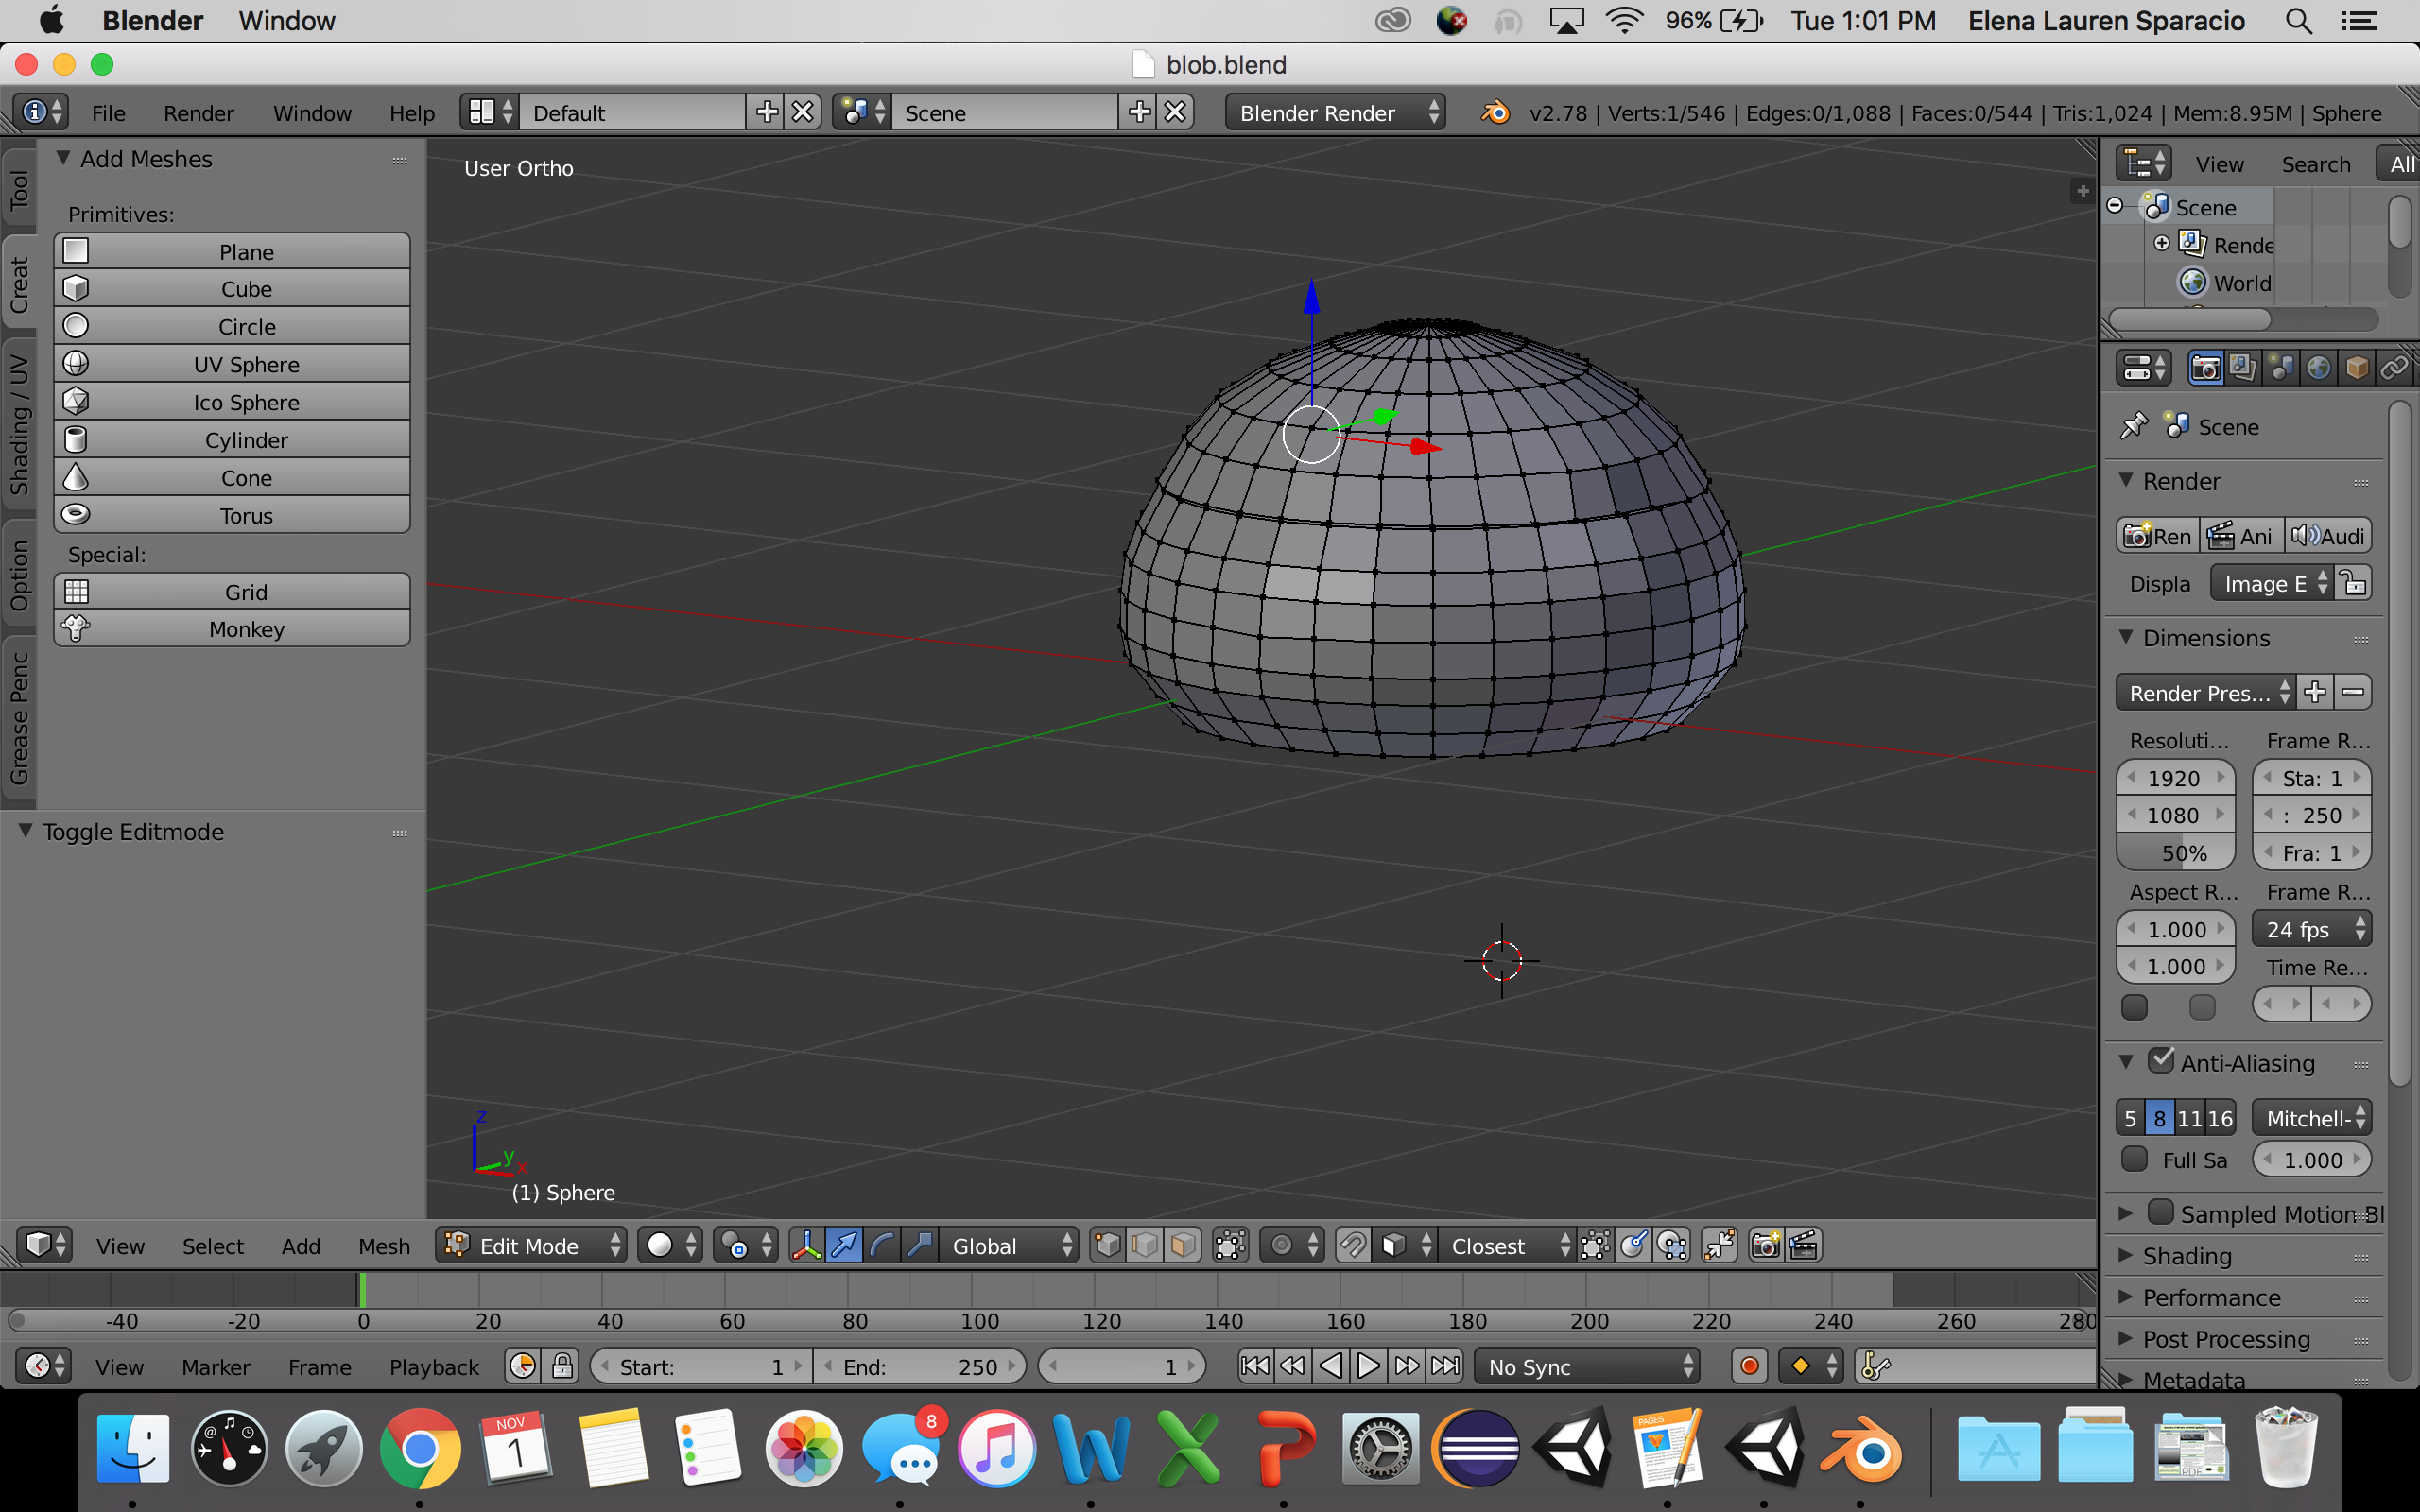 Blender Window 96% Tue 1:01 PM Elena Lauren Sparacio
blob.blend
File Render Window Help Default Scene Blender Render v2.78 | Verts:1/546 | Edges:0/1,088 | Faces:0/544 | Tris:1,024 | Mem:8.95M | Sphere
Tool
Creat
Shading / UV
Option
Grease Penc
Add Meshes
Primitives:
Plane
Cube
Circle
UV Sphere
Ico Sphere
Cylinder
Cone
Torus
Special:
Grid
Monkey
Toggle Editmode
User Ortho
z
y
x
(1) Sphere
View Search All
Scene
Rende
World
Scene
Render
Ren Ani Audi
Displa Image E
Dimensions
Render Pres...
Resoluti... Frame R...
1920 Sta: 1
1080 : 250
50% Fra: 1
Aspect R... Frame R...
1.000 24 fps
1.000 Time Re...
Anti-Aliasing
5 8 11 16 Mitchell-
Full Sa 1.000
Sampled Motion Bl
Shading
Performance
Post Processing
Metadata
View Select Add Mesh Edit Mode Global Closest
-40 -20 0 20 40 60 80 100 120 140 160 180 200 220 240 260 280
View Marker Frame Playback Start: 1 End: 250 1 No Sync
NOV
1
8
PAGES
PDF